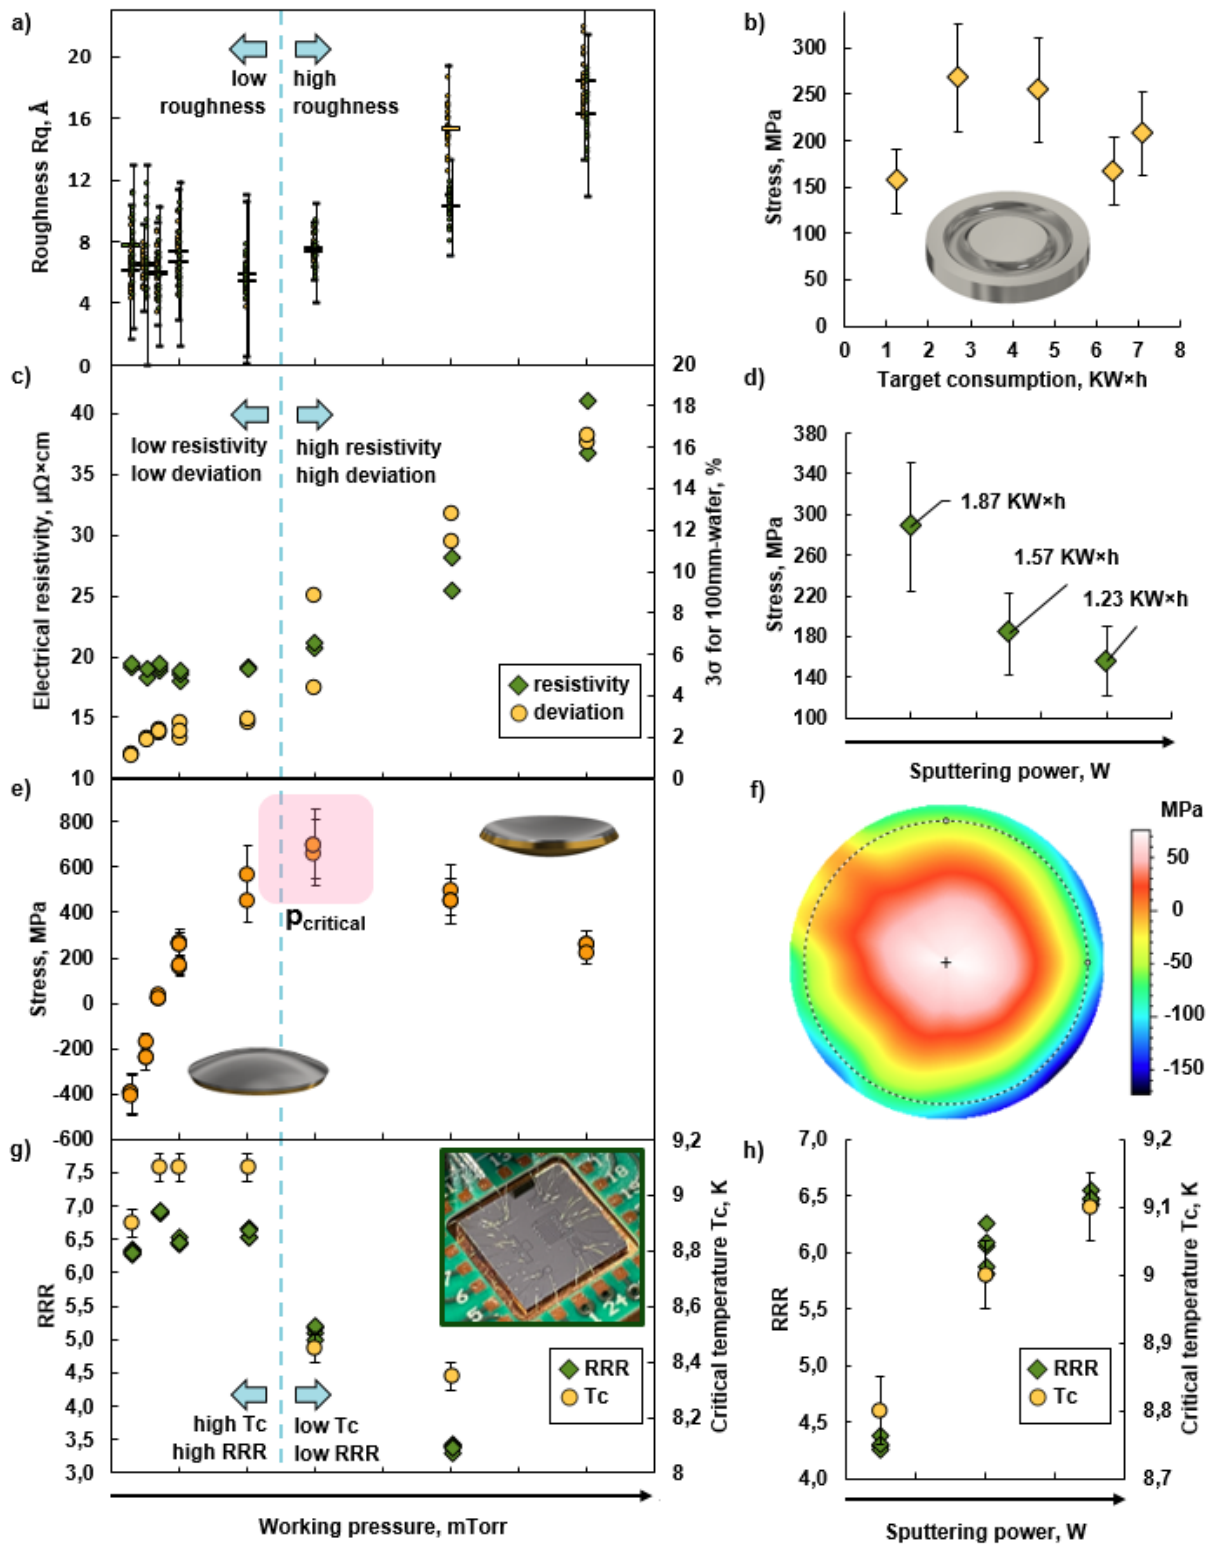 a)
20
16
12
8
4
0
Roughness Rq, Å
low
roughness
high
roughness
b)
300
250
200
150
100
50
0
Stress, MPa
0 1 2 3 4 5 6 7 8
Target consumption, KW×h
c)
40
35
30
25
20
15
10
Electrical resistivity, μΩ×cm
low resistivity
low deviation
high resistivity
high deviation
resistivity
deviation
20
18
16
14
12
10
8
6
4
2
0
3σ for 100mm-wafer, %
d)
380
340
300
260
220
180
140
100
Stress, MPa
1.87 KW×h
1.57 KW×h
1.23 KW×h
Sputtering power, W
e)
800
600
400
200
0
-200
-400
-600
Stress, MPa
pcritical
f)
MPa
50
0
-50
-100
-150
g)
7,5
7,0
6,5
6,0
5,5
5,0
4,5
4,0
3,5
3,0
RRR
high Tc
high RRR
low Tc
low RRR
18
7
6
5
1 24
RRR
Tc
9,2
9
8,8
8,6
8,4
8,2
8
Critical temperature Tc, K
Working pressure, mTorr
h)
7,0
6,5
6,0
5,5
5,0
4,5
4,0
RRR
RRR
Tc
9,2
9,1
9
8,9
8,8
8,7
Critical temperature Tc, K
Sputtering power, W